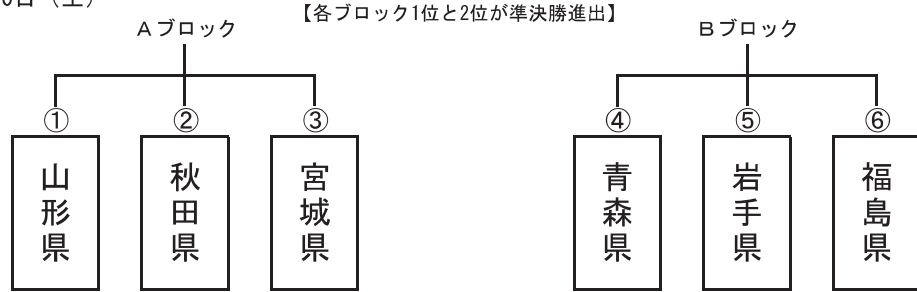 日（土）
【各ブロック1位と2位が準決勝進出】
Aブロック
Bブロック
① ② ③ ④ ⑤ ⑥
山形県
秋田県
宮城県
青森県
岩手県
福島県